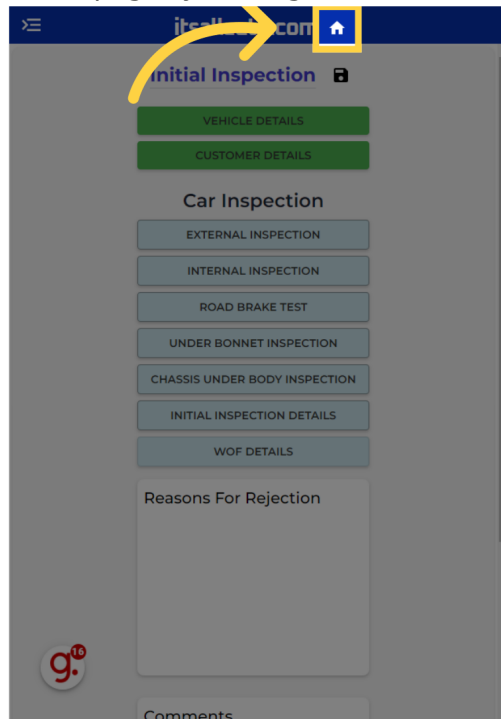 Initial Inspection
VEHICLE DETAILS
CUSTOMER DETAILS
Car Inspection
EXTERNAL INSPECTION
INTERNAL INSPECTION
ROAD BRAKE TEST
UNDER BONNET INSPECTION
CHASSIS UNDER BODY INSPECTION
INITIAL INSPECTION DETAILS
WOF DETAILS
Reasons For Rejection
g. 16
Comments